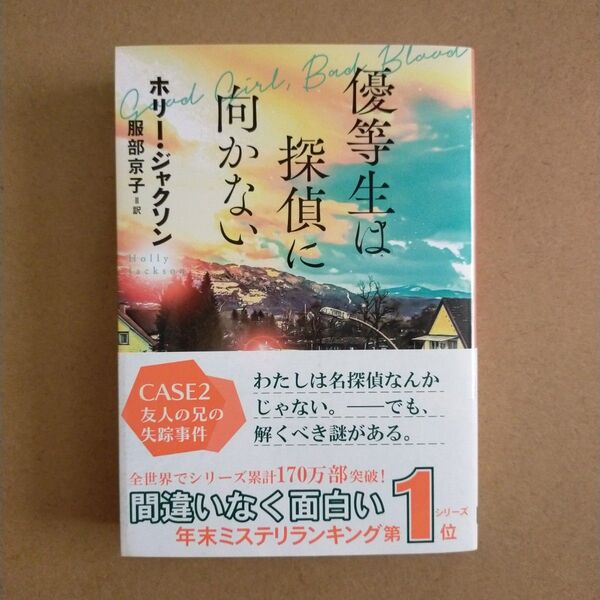 Good Girl, Bad Blood
優等生は
探偵に
向かない
ホリー・ジャクソン
服部京子=訳
Holly
Jackson
CASE2
友人の兄の
失踪事件
わたしは名探偵なんか
じゃない。――でも、
解くべき謎がある。
全世界でシリーズ累計170万部突破!
間違いなく面白い
年末ミステリランキング第1位
シリーズ